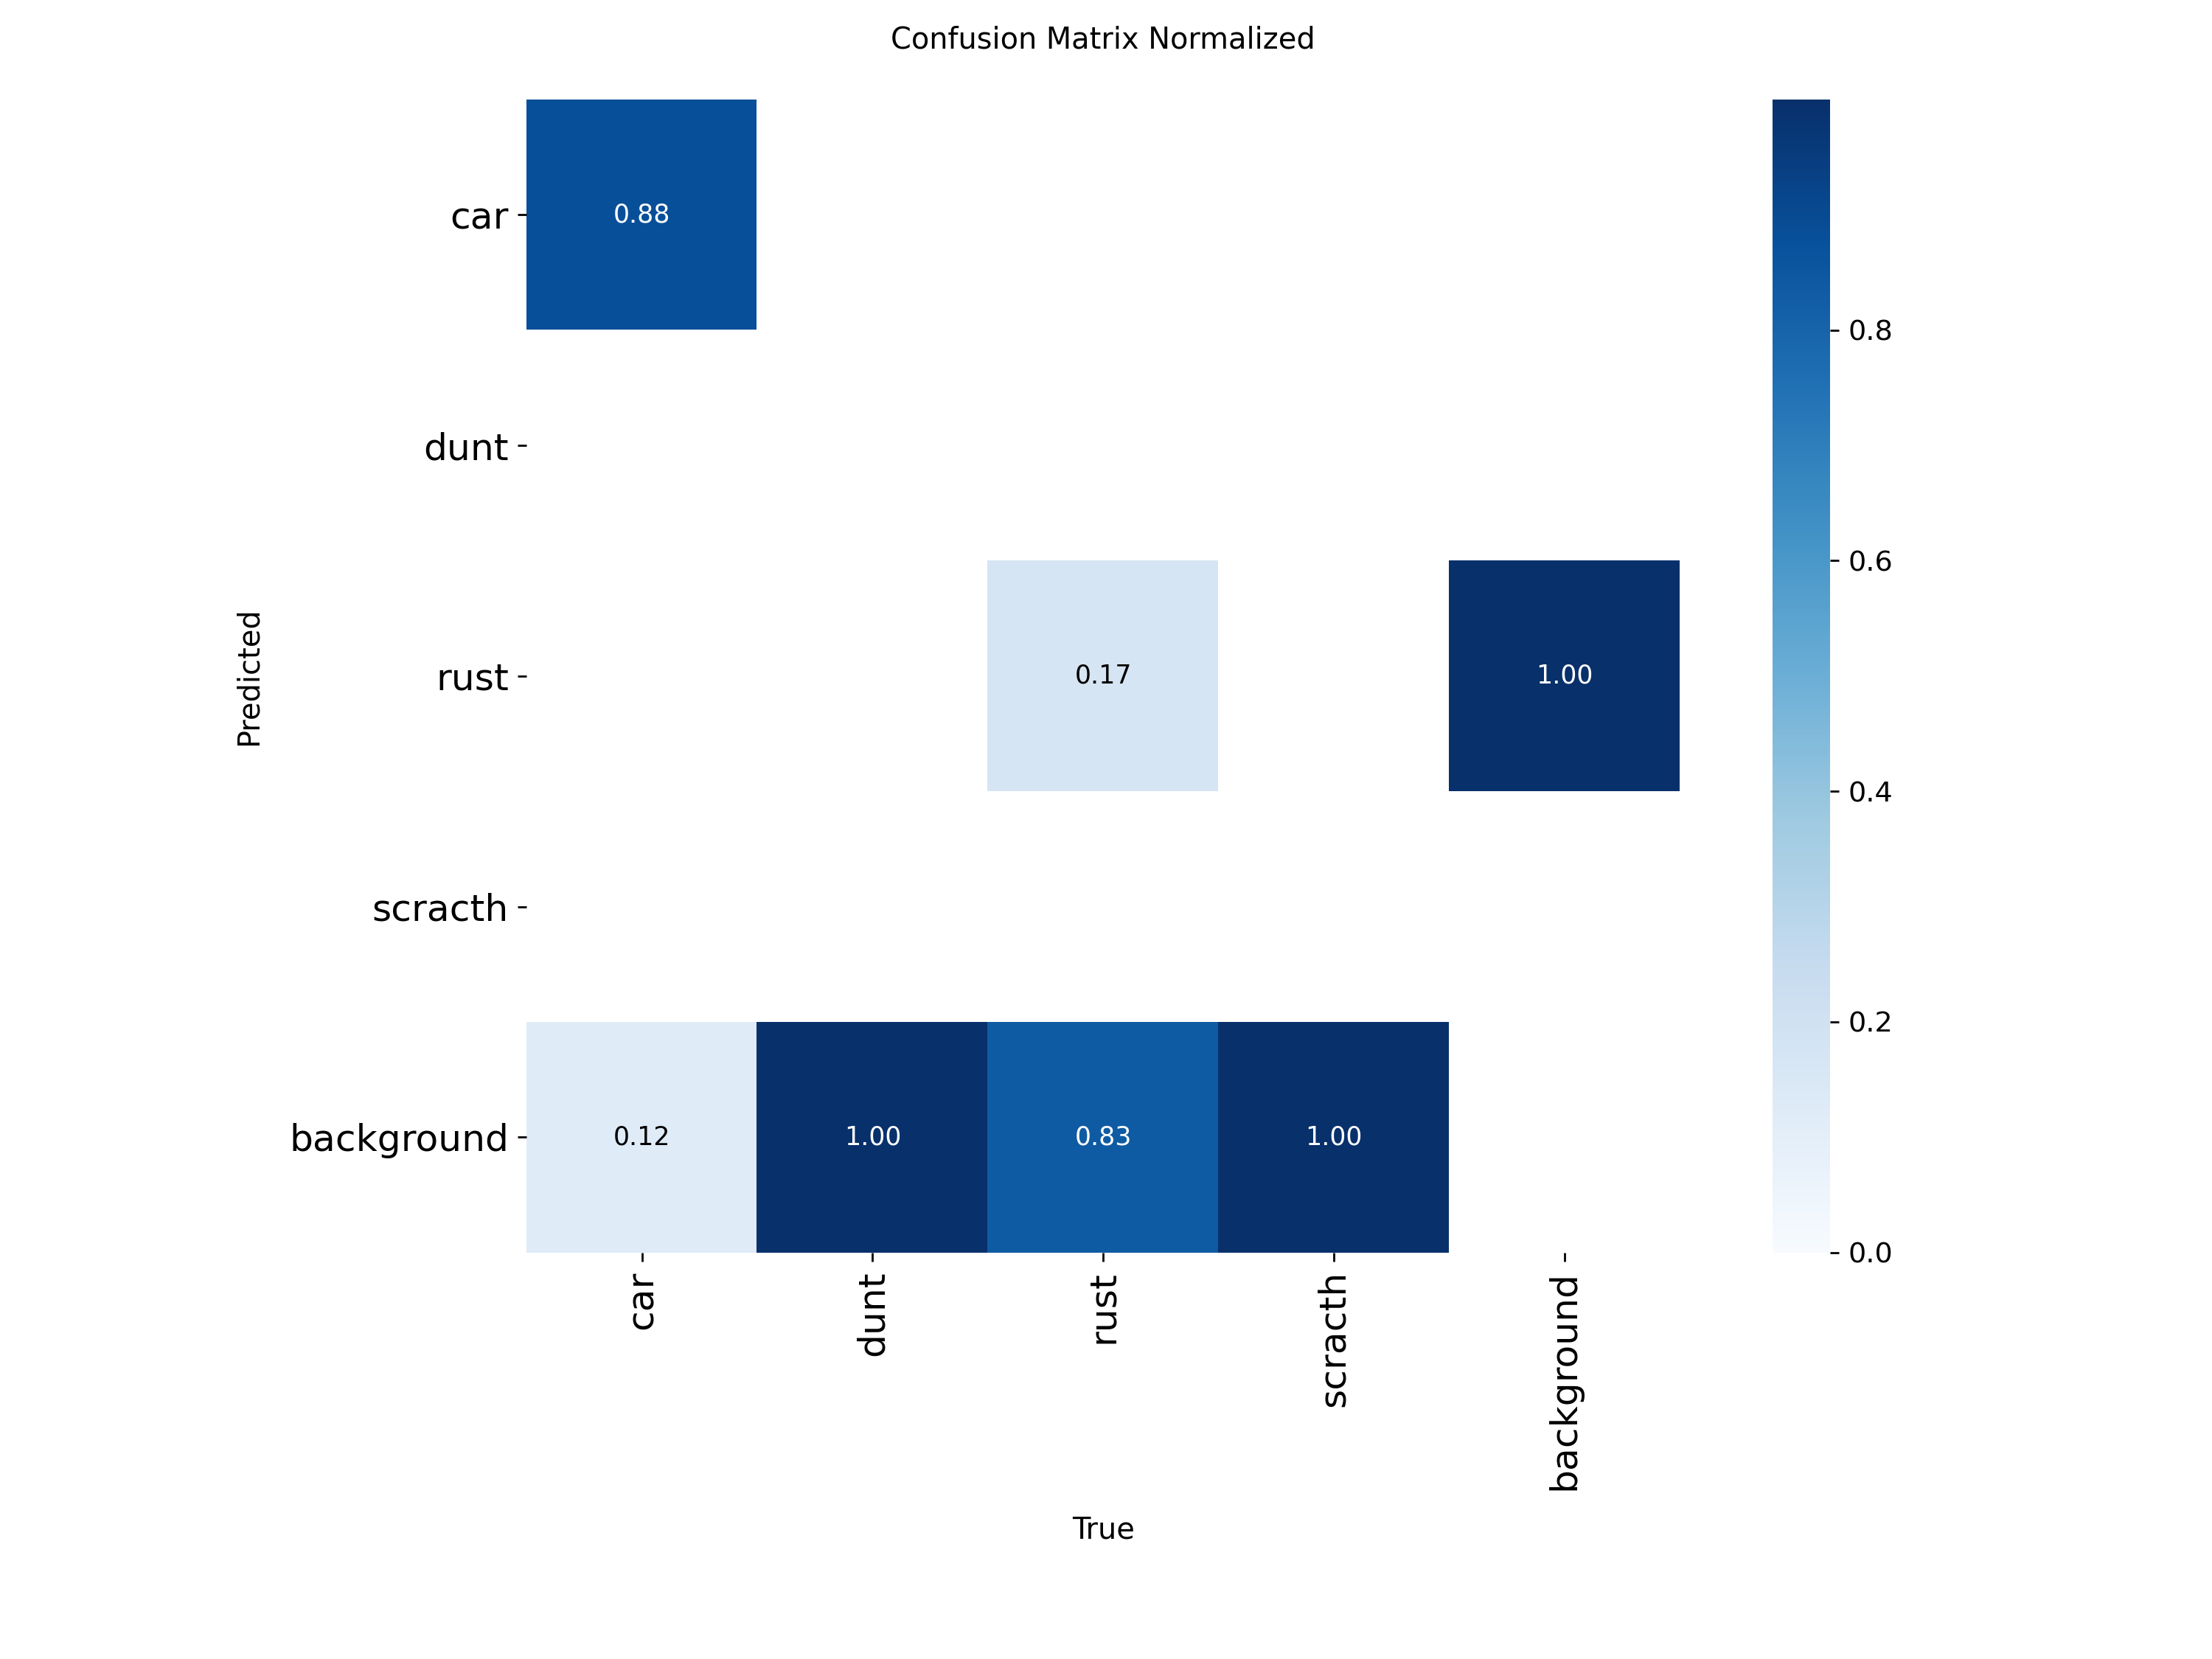 Confusion Matrix Normalized
car
0.88
dunt
rust
0.17
1.00
scracth
background
0.12
1.00
0.83
1.00
Predicted
car
dunt
rust
scracth
background
True
0.8
0.6
0.4
0.2
0.0